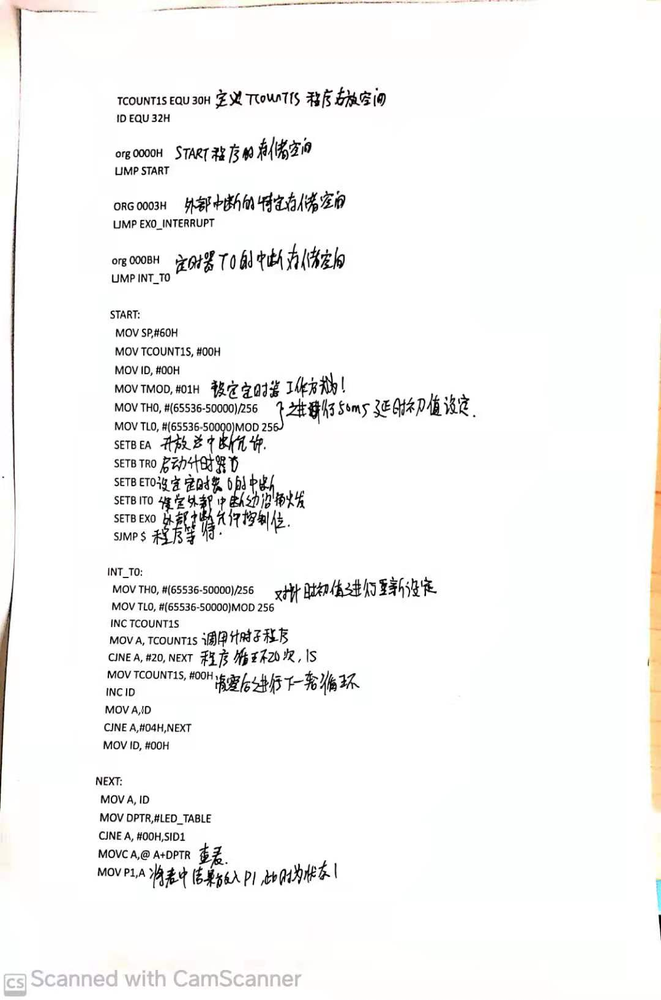 TCOUNT1S EQU 30H 定义TCOUNT1S 程序存放空间
ID EQU 32H
org 0000H START程序的存储空间
LJMP START
ORG 0003H 外部中断的特定存储空间
LJMP EX0_INTERRUPT
org 000BH 定时器T0的中断存储空间
LJMP INT_T0
START:
MOV SP,#60H
MOV TCOUNT1S, #00H
MOV ID, #00H
MOV TMOD, #01H 设定定时器工作方式为1
MOV TH0, #(65536-50000)/256 进行50ms延时初值设定.
MOV TL0, #(65536-50000)MOD 256
SETB EA 开放总中断允许.
SETB TR0 启动计时器
SETB ET0 设定定时器0的中断
SETB IT0 设定外部中断边沿触发
SETB EX0 外部中断允许控制位.
SJMP $ 程序等待.
INT_T0:
MOV TH0, #(65536-50000)/256 对计时初值进行重新设定
MOV TL0, #(65536-50000)MOD 256
INC TCOUNT1S
MOV A, TCOUNT1S 调用计时子程序
CJNE A, #20, NEXT 程序循环20次, 1S
MOV TCOUNT1S, #00H 清零后进行下一轮循环
INC ID
MOV A,ID
CJNE A,#04H,NEXT
MOV ID, #00H
NEXT:
MOV A, ID
MOV DPTR,#LED_TABLE
CJNE A, #00H,SID1
MOVC A,@ A+DPTR 查表.
MOV P1,A 将表中结果放入P1,此时为状态1
CS Scanned with CamScanner